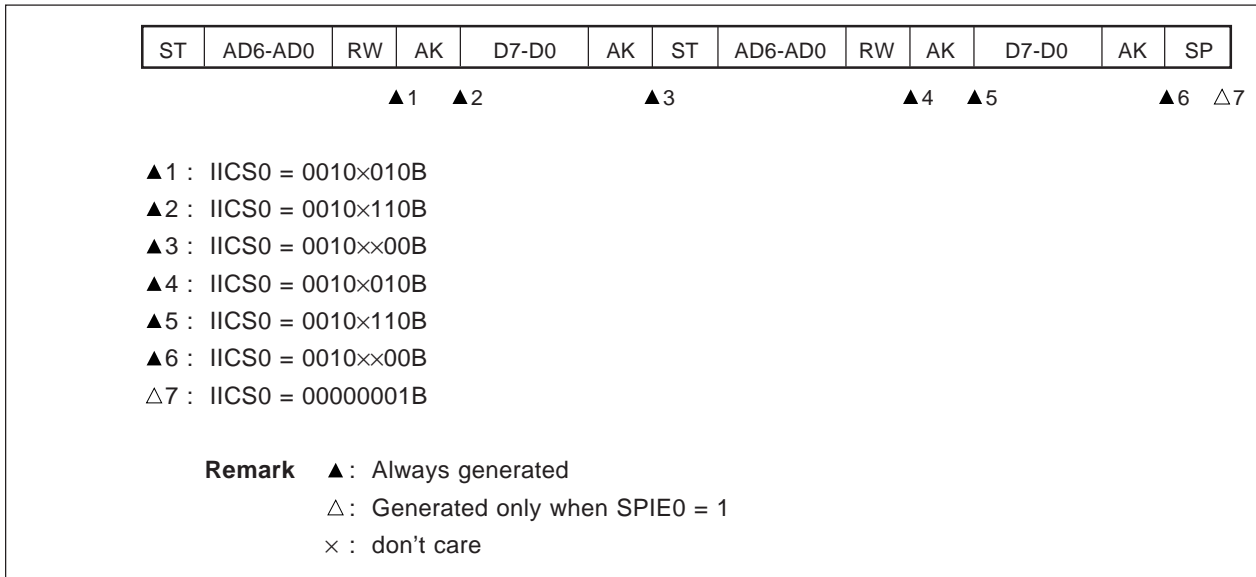 ST AD6-AD0 RW AK D7-D0 AK ST AD6-AD0 RW AK D7-D0 AK SP
▲1 ▲2 ▲3 ▲4 ▲5 ▲6 △7
▲1 : IICS0 = 0010×010B
▲2 : IICS0 = 0010×110B
▲3 : IICS0 = 0010××00B
▲4 : IICS0 = 0010×010B
▲5 : IICS0 = 0010×110B
▲6 : IICS0 = 0010××00B
△7 : IICS0 = 00000001B
Remark ▲: Always generated
△: Generated only when SPIE0 = 1
× : don't care